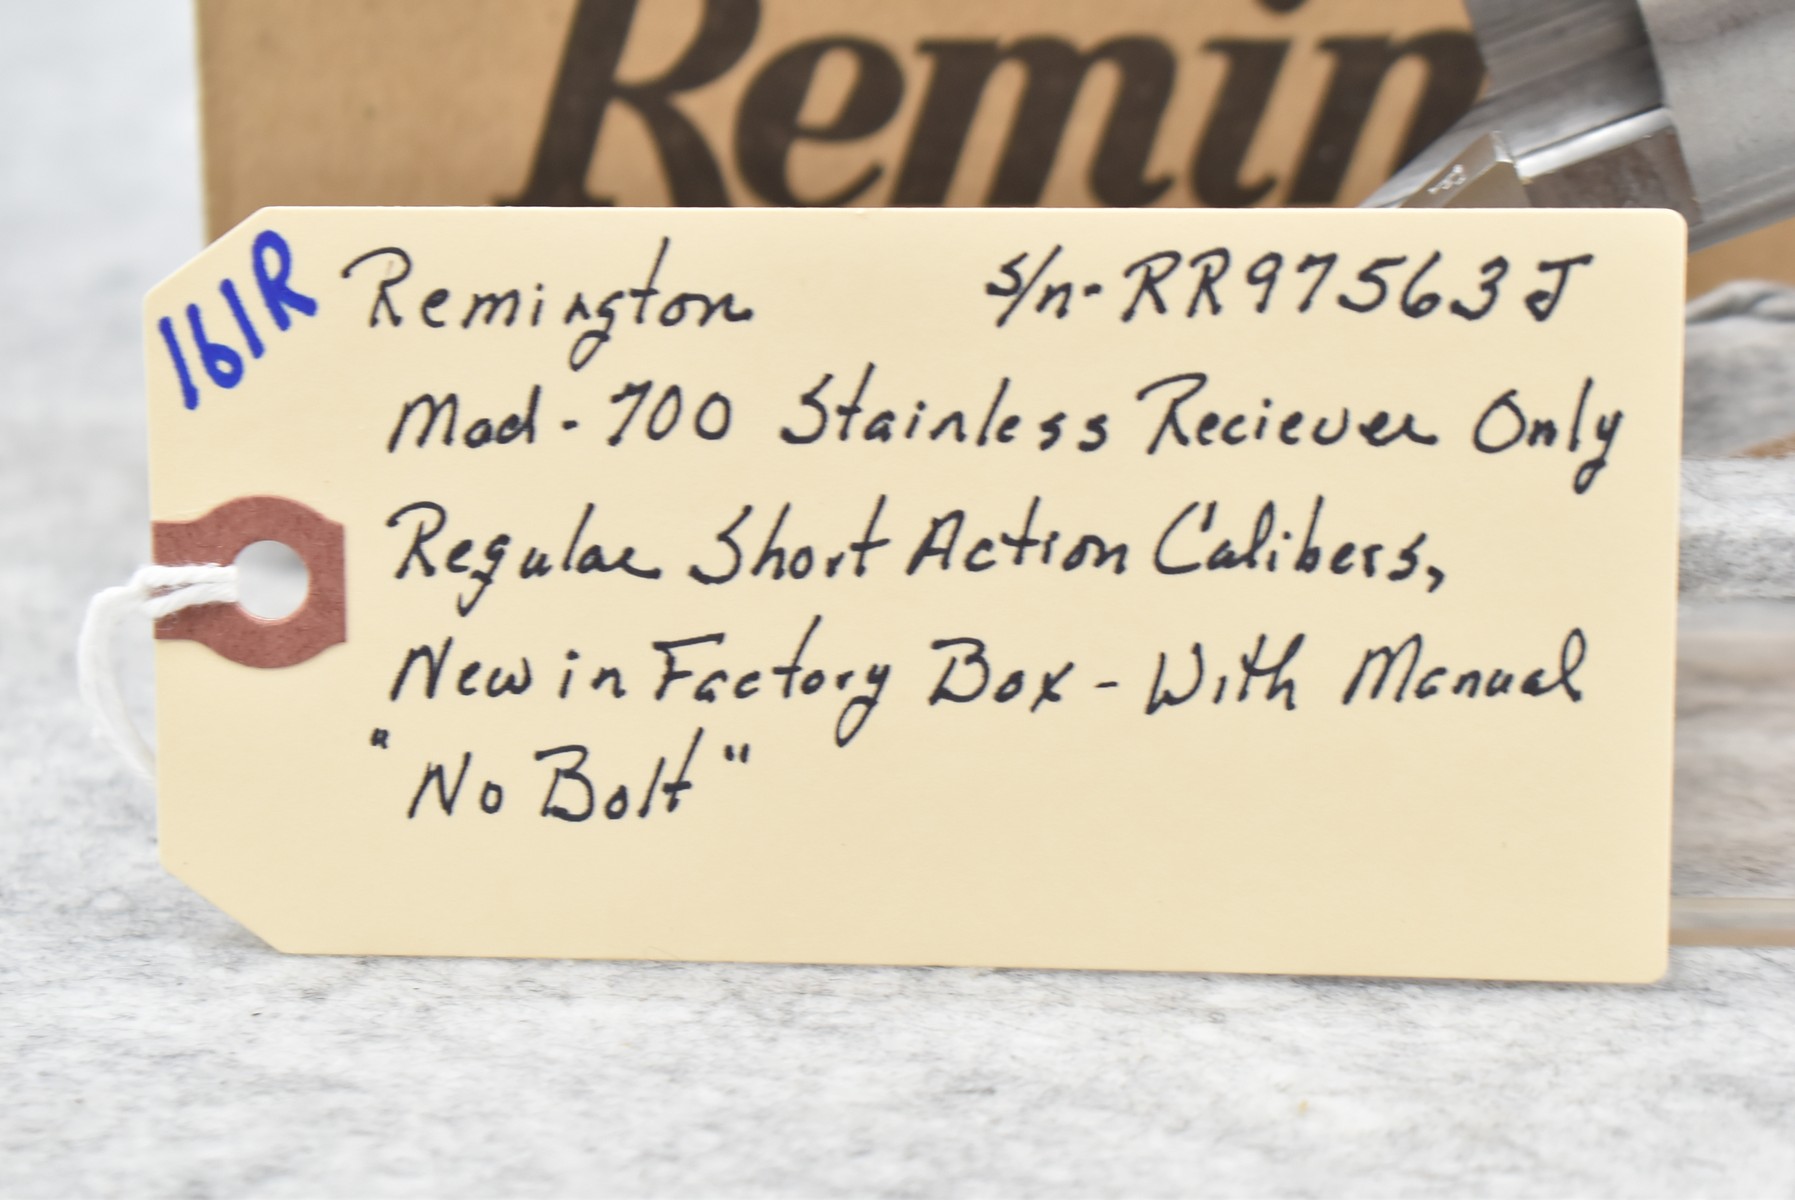 Remin
161R
Remington s/n- RR97563J
Mod - 700 Stainless Reciever Only
Regular Short Action Calibers,
New in Factory Box - With Manual
"No Bolt"